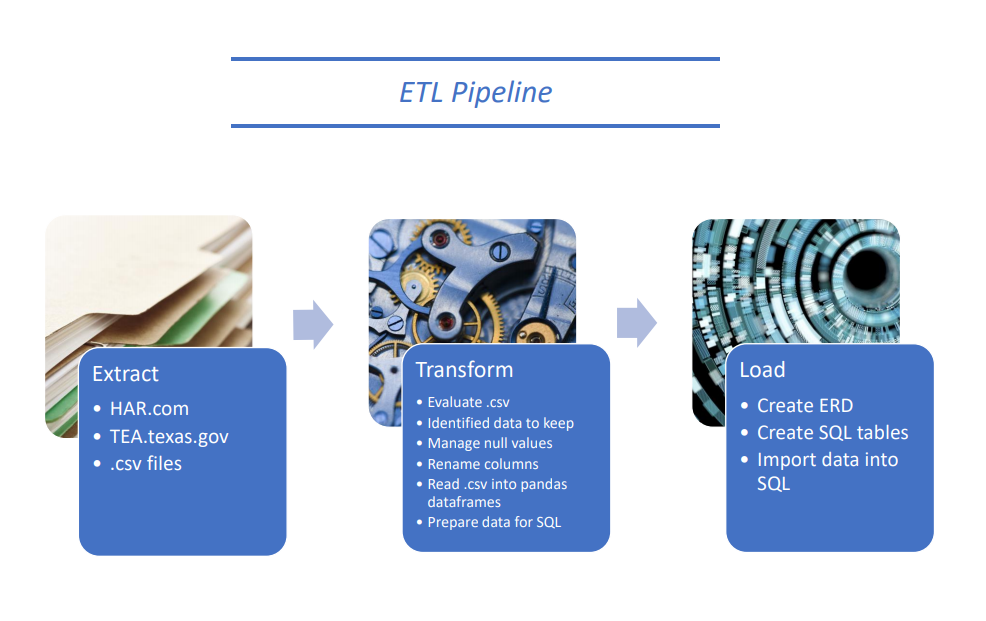 ETL Pipeline
Extract
• HAR.com
• TEA.texas.gov
• .csv files
Transform
• Evaluate .csv
• Identified data to keep
• Manage null values
• Rename columns
• Read .csv into pandas
dataframes
• Prepare data for SQL
Load
• Create ERD
• Create SQL tables
• Import data into
SQL